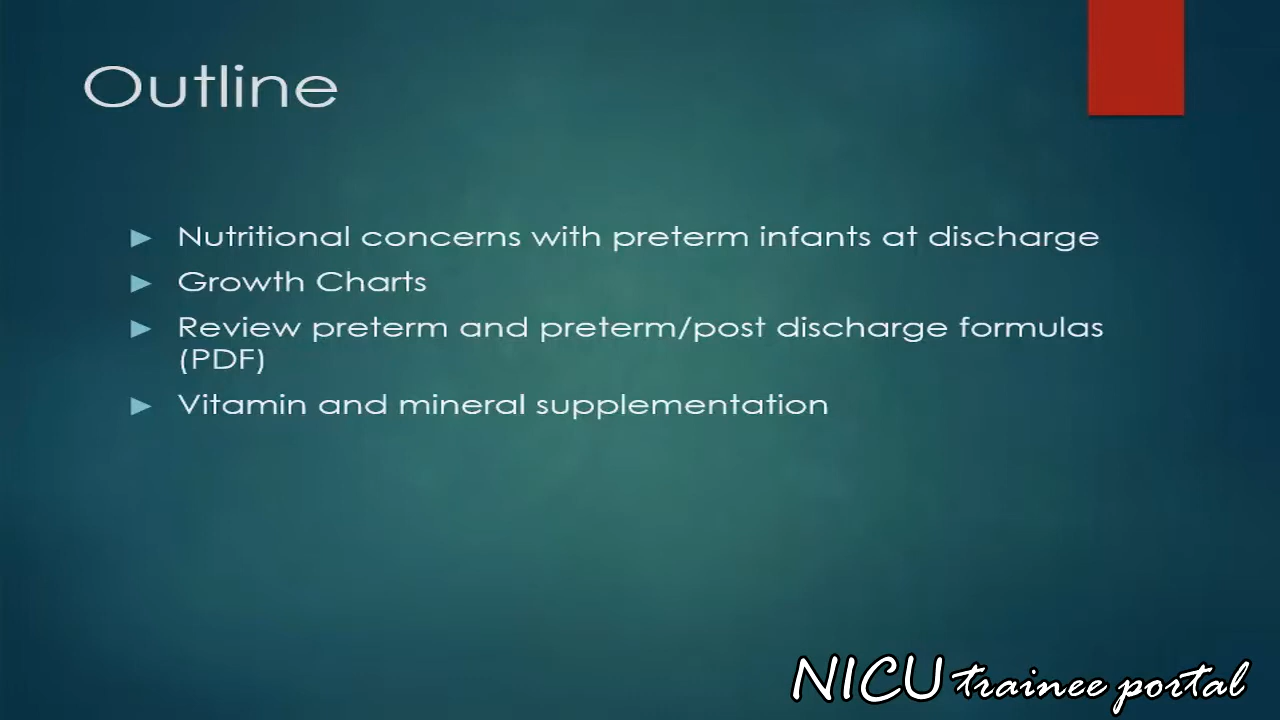 Outline
Nutritional concerns with preterm infants at discharge
Growth Charts
Review preterm and preterm/post discharge formulas
(PDF)
Vitamin and mineral supplementation
NICU trainee portal